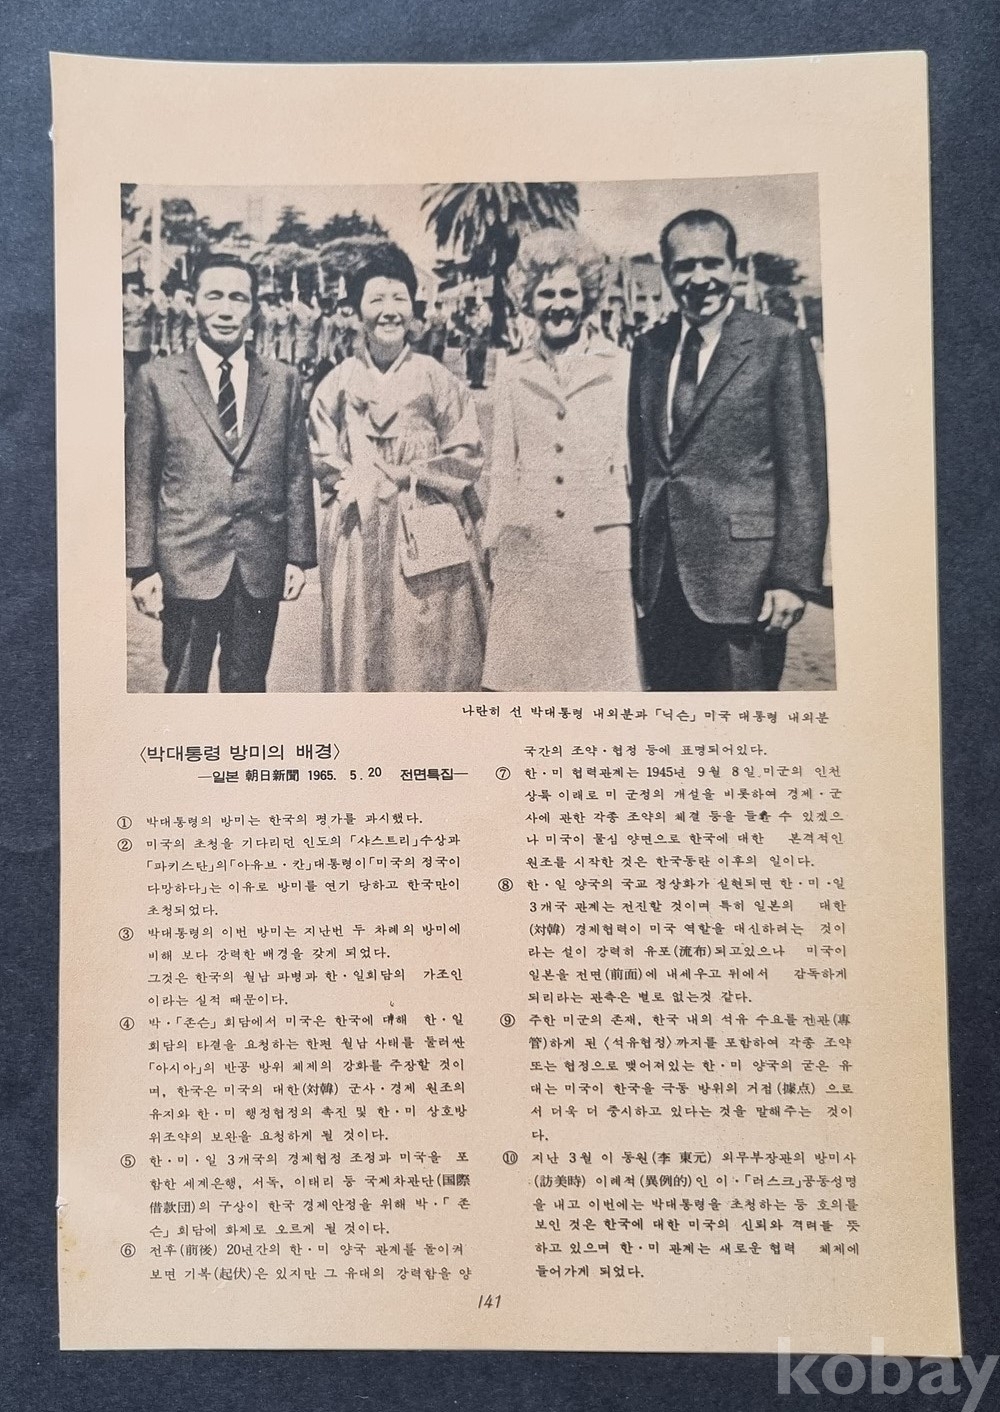 나란히 선 박대통령 내외분과 「닉슨」 미국 대통령 내외분
〈박대통령 방미의 배경〉
―일본 朝日新聞 1965. 5. 20 전면특집―
① 박대통령의 방미는 한국의 평가를 과시했다.
② 미국의 초청을 기다리던 인도의 「샤스트리」수상과
「파키스탄」의「아유브·칸」대통령이「미국의 정국이
다망하다」는 이유로 방미를 연기 당하고 한국만이
초청되었다.
③ 박대통령의 이번 방미는 지난번 두 차례의 방미에
비해 보다 강력한 배경을 갖게 되었다.
그것은 한국의 월남 파병과 한·일회담의 가조인
이라는 실적 때문이다.
④ 박·「존슨」 회담에서 미국은 한국에 대해 한·일
회담의 타결을 요청하는 한편 월남 사태를 둘러싼
「아시아」의 반공 방위 체제의 강화를 주장할 것이
며, 한국은 미국의 대한(対韓) 군사·경제 원조의
유지와 한·미 행정협정의 촉진 및 한·미 상호방
위조약의 보완을 요청하게 될 것이다.
⑤ 한·미·일 3개국의 경제협정 조정과 미국을 포
함한 세계은행, 서독, 이태리 등 국제차관단(国際
借款団)의 구상이 한국 경제안정을 위해 박·「존
슨」 회담에 화제로 오르게 될 것이다.
⑥ 전후(前後) 20년간의 한·미 양국 관계를 돌이켜
보면 기복(起伏)은 있지만 그 유대의 강력함을 양
국간의 조약·협정 등에 표명되어있다.
⑦ 한·미 협력관계는 1945년 9월 8일 미군의 인천
상륙 이래로 미 군정의 개설을 비롯하여 경제·군
사에 관한 각종 조약의 체결 등을 들 수 있겠으
나 미국이 물심 양면으로 한국에 대한 본격적인
원조를 시작한 것은 한국동란 이후의 일이다.
⑧ 한·일 양국의 국교 정상화가 실현되면 한·미·일
3개국 관계는 전진할 것이며 특히 일본의 대한
(対韓) 경제협력이 미국 역할을 대신하려는 것이
라는 설이 강력히 유포(流布)되고있으나 미국이
일본을 전면(前面)에 내세우고 뒤에서 감독하게
되리라는 관측은 별로 없는것 같다.
⑨ 주한 미군의 존재, 한국 내의 석유 수요를 전관(專
管)하게 된 〈석유협정〉까지를 포함하여 각종 조약
또는 협정으로 맺어져있는 한·미 양국의 굳은 유
대는 미국이 한국을 극동 방위의 거점(據点) 으로
서 더욱 더 중시하고 있다는 것을 말해주는 것이
다.
⑩ 지난 3월 이 동원(李 東元) 외무부장관의 방미시
(訪美時) 이례적(異例的)인 이·「러스크」공동성명
을 내고 이번에는 박대통령을 초청하는 등 호의를
보인 것은 한국에 대한 미국의 신뢰와 격려를 뜻
하고 있으며 한·미 관계는 새로운 협력 체제에
들어가게 되었다.
141
kobay